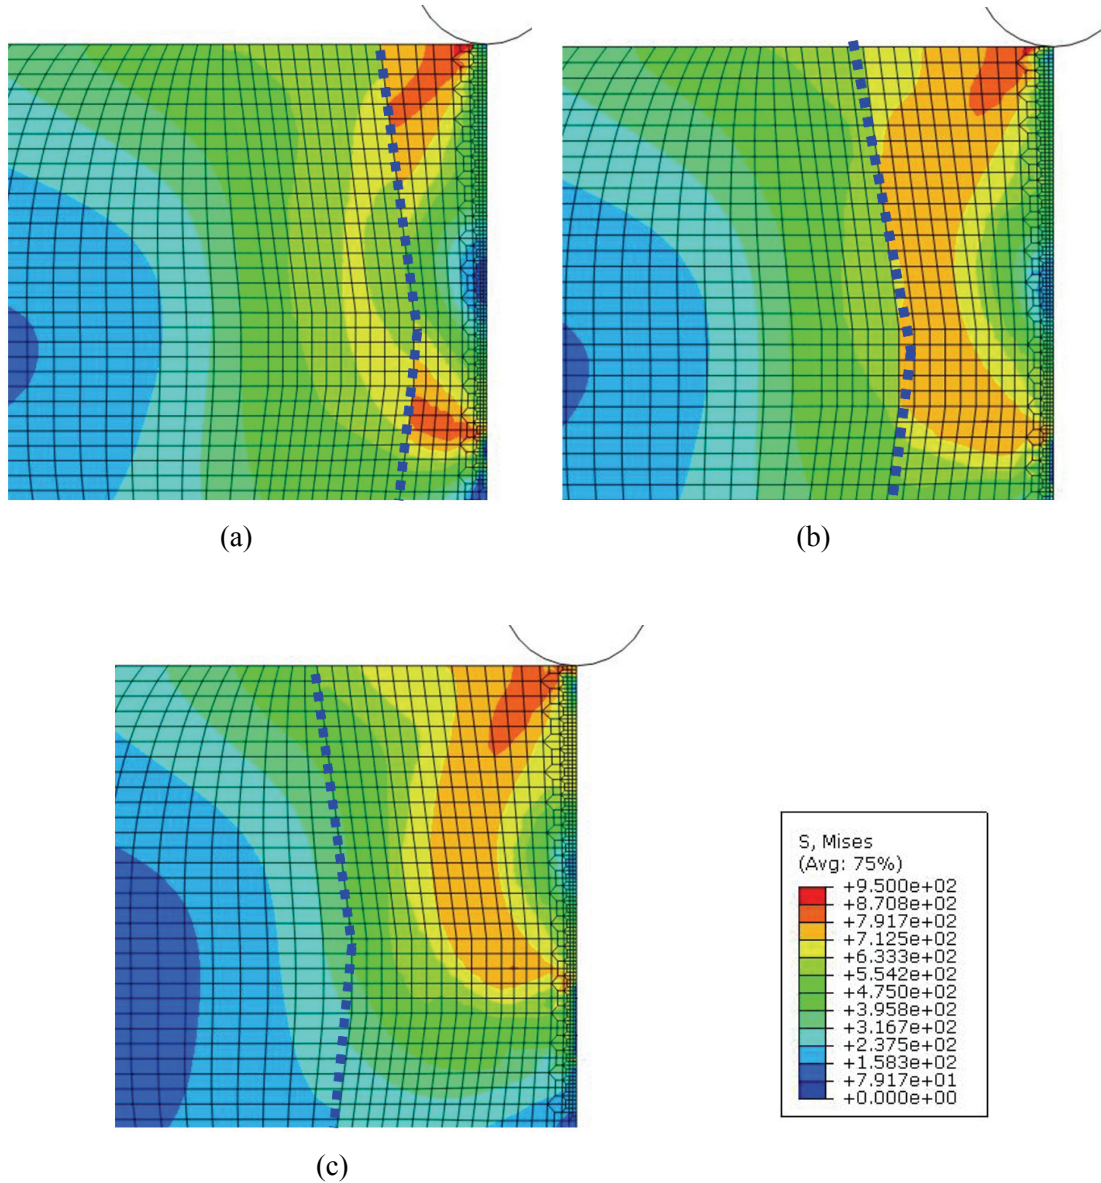 (a)
(b)
(c)
S, Mises
(Avg: 75%)
+9.500e+02
+8.708e+02
+7.917e+02
+7.125e+02
+6.333e+02
+5.542e+02
+4.750e+02
+3.958e+02
+3.167e+02
+2.375e+02
+1.583e+02
+7.917e+01
+0.000e+00